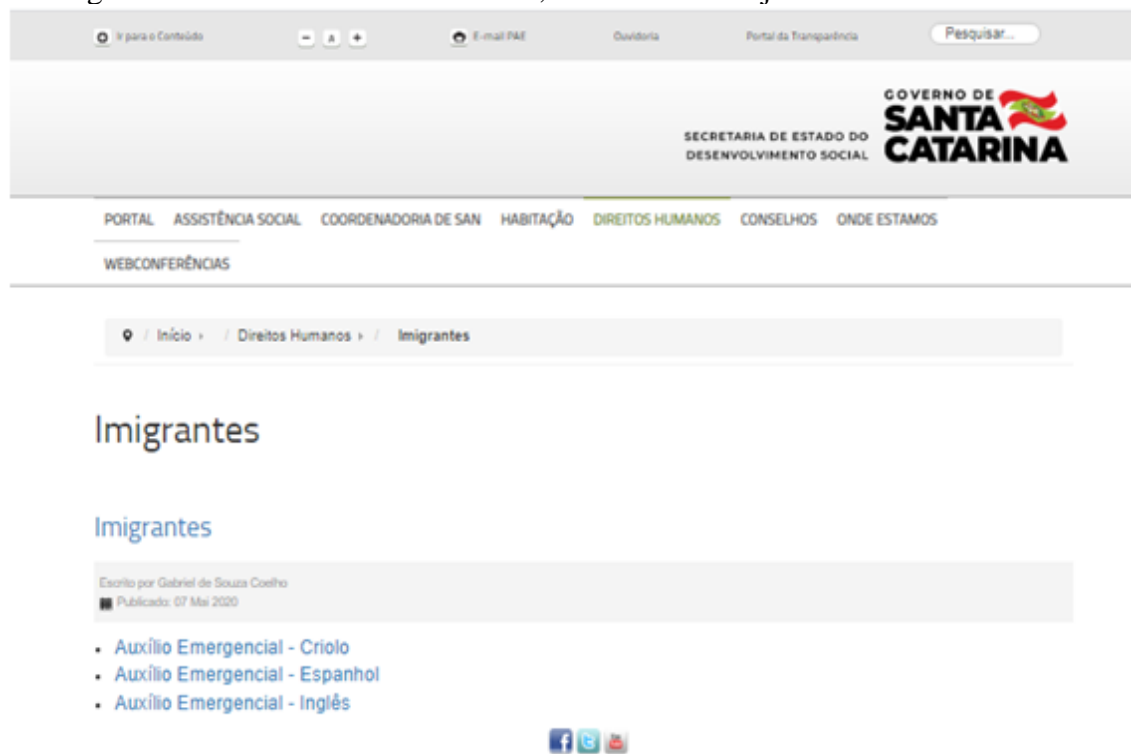 Ir para o Conteúdo - A + E-mail PAE Ouvidoria Portal da Transparência Pesquisar...
GOVERNO DE
SANTA
CATARINA
SECRETARIA DE ESTADO DO
DESENVOLVIMENTO SOCIAL
PORTAL ASSISTÊNCIA SOCIAL COORDENADORIA DE SAN HABITAÇÃO DIREITOS HUMANOS CONSELHOS ONDE ESTAMOS
WEBCONFERÊNCIAS
/ Início › / Direitos Humanos › / Imigrantes
Imigrantes
Imigrantes
Escrito por Gabriel de Souza Coelho
Publicado: 07 Mai 2020
• Auxílio Emergencial - Criolo
• Auxílio Emergencial - Espanhol
• Auxílio Emergencial - Inglês